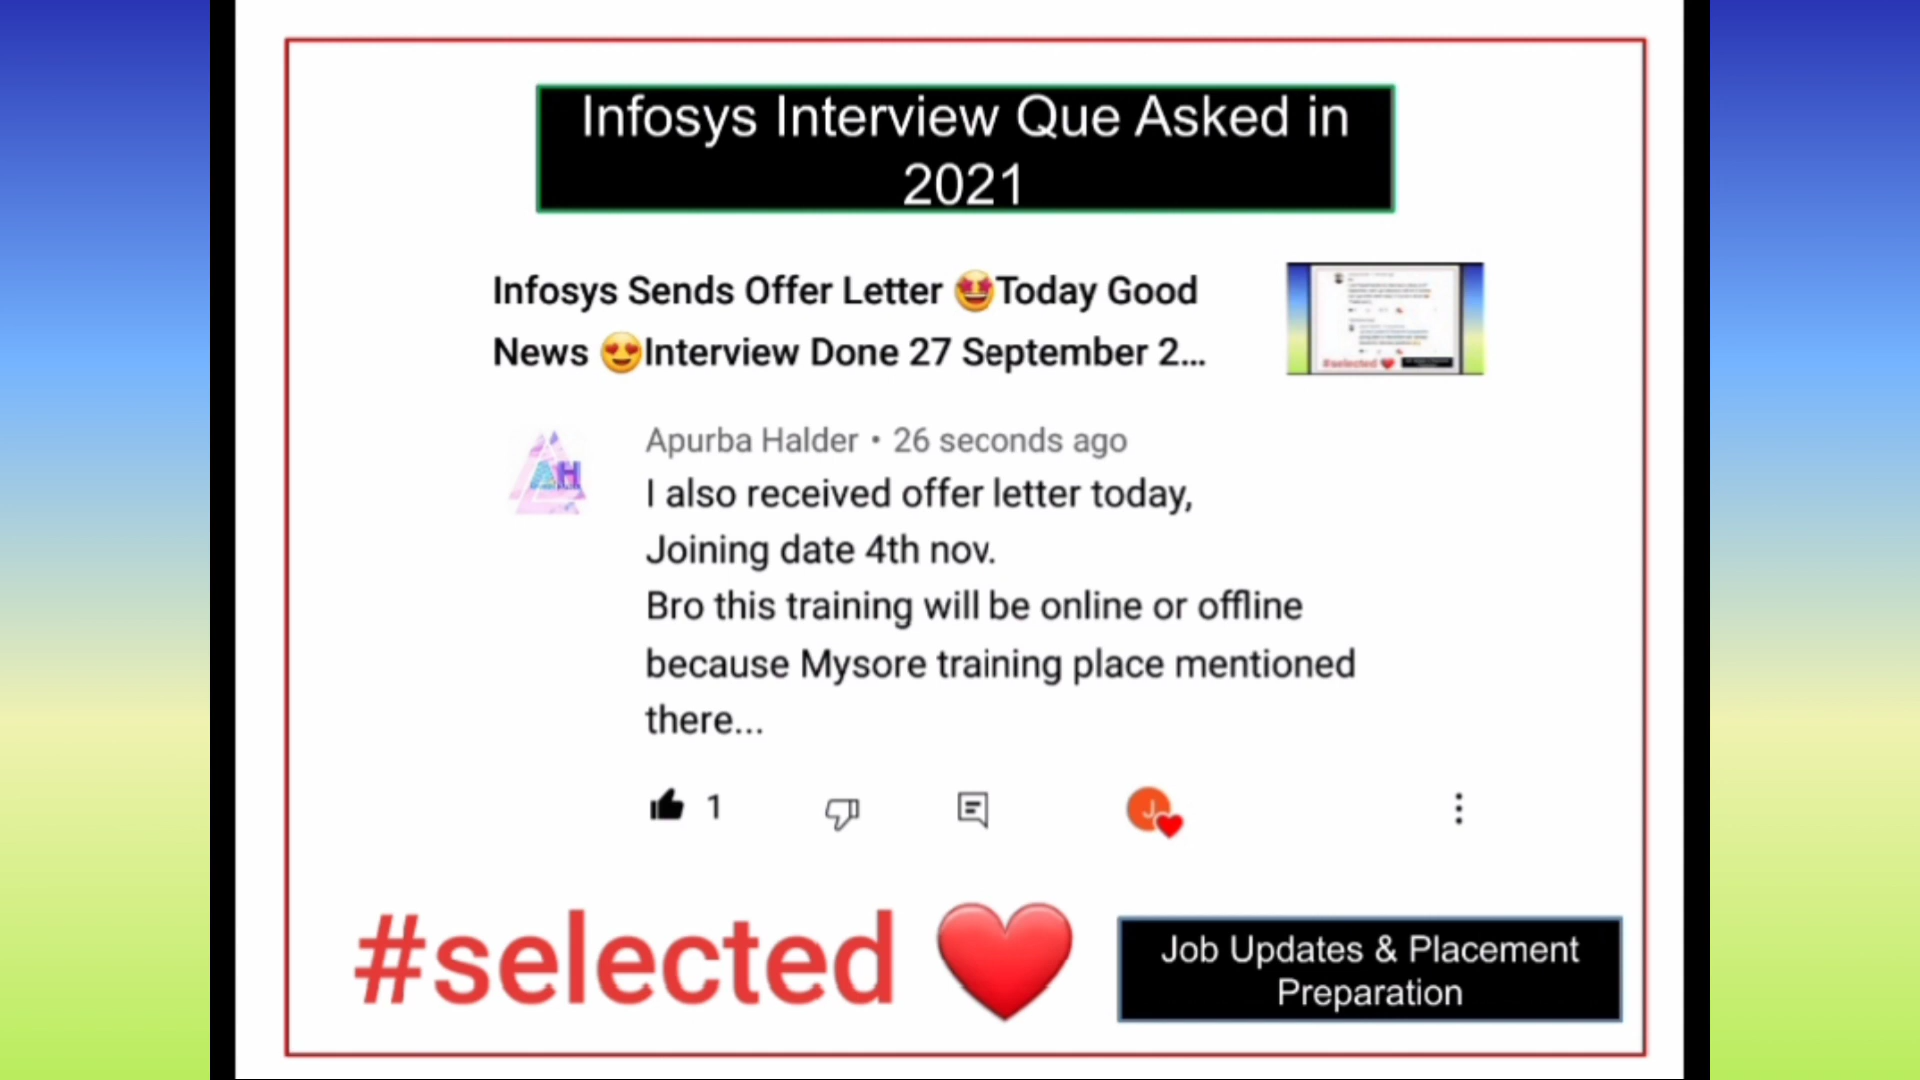 Infosys Interview Que Asked in
2021
Infosys Sends Offer Letter 🤩Today Good
News 😍Interview Done 27 September 2...
AH
Apurba Halder • 26 seconds ago
I also received offer letter today,
Joining date 4th nov.
Bro this training will be online or offline
because Mysore training place mentioned
there...
1
J
#selected ❤️
Job Updates & Placement
Preparation
#selected